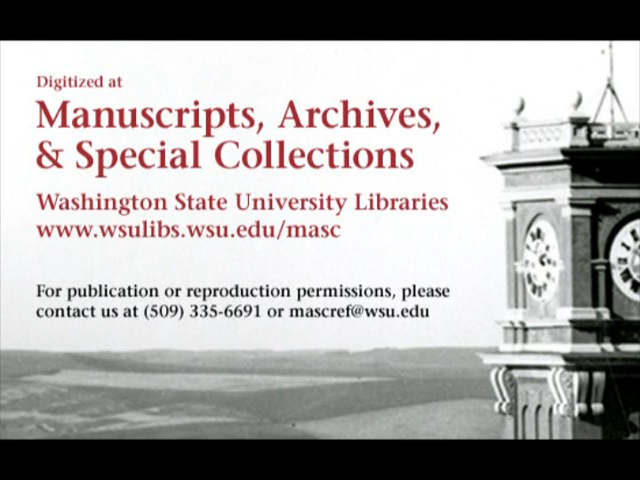 Digitized at
Manuscripts, Archives,
& Special Collections
Washington State University Libraries
www.wsulibs.wsu.edu/masc
For publication or reproduction permissions, please
contact us at (509) 335-6691 or mascref@wsu.edu